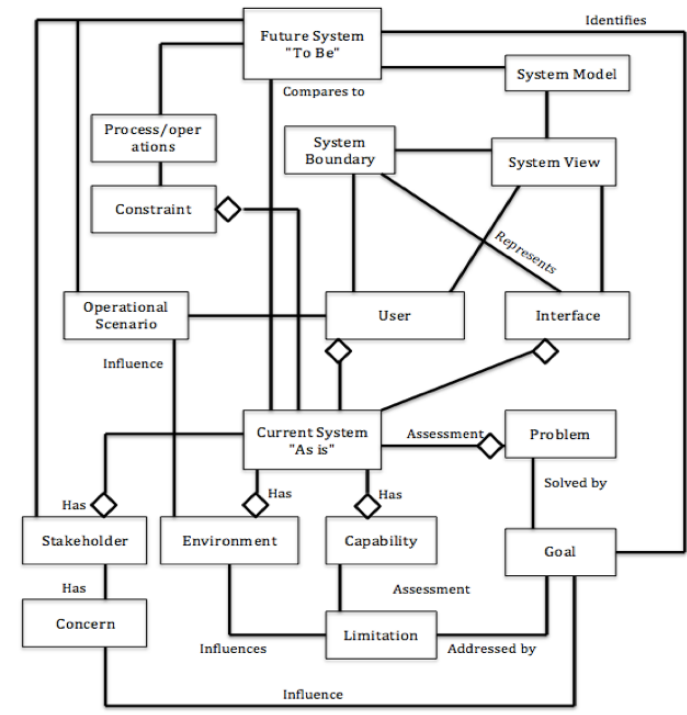 Identifies
Future System
"To Be"
System Model
Compares to
Process/oper
ations
System
Boundary
System View
Constraint
Represents
Operational
Scenario
User
Interface
Influence
Current System
"As is"
Assessment
Problem
Has
Has
Has
Solved by
Stakeholder
Environment
Capability
Goal
Has
Assessment
Concern
Limitation
Influences
Addressed by
Influence